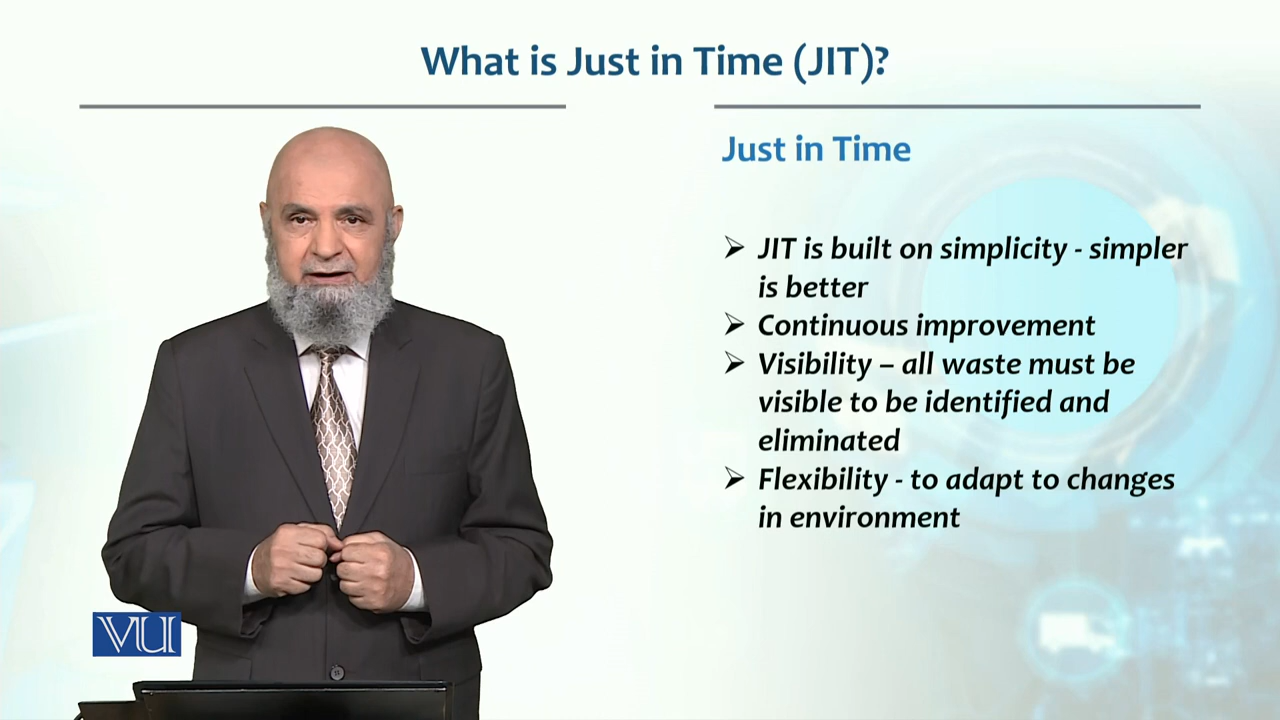 What is Just in Time (JIT)?
Just in Time
➢ JIT is built on simplicity - simpler
is better
➢ Continuous improvement
➢ Visibility – all waste must be
visible to be identified and
eliminated
➢ Flexibility - to adapt to changes
in environment
VU